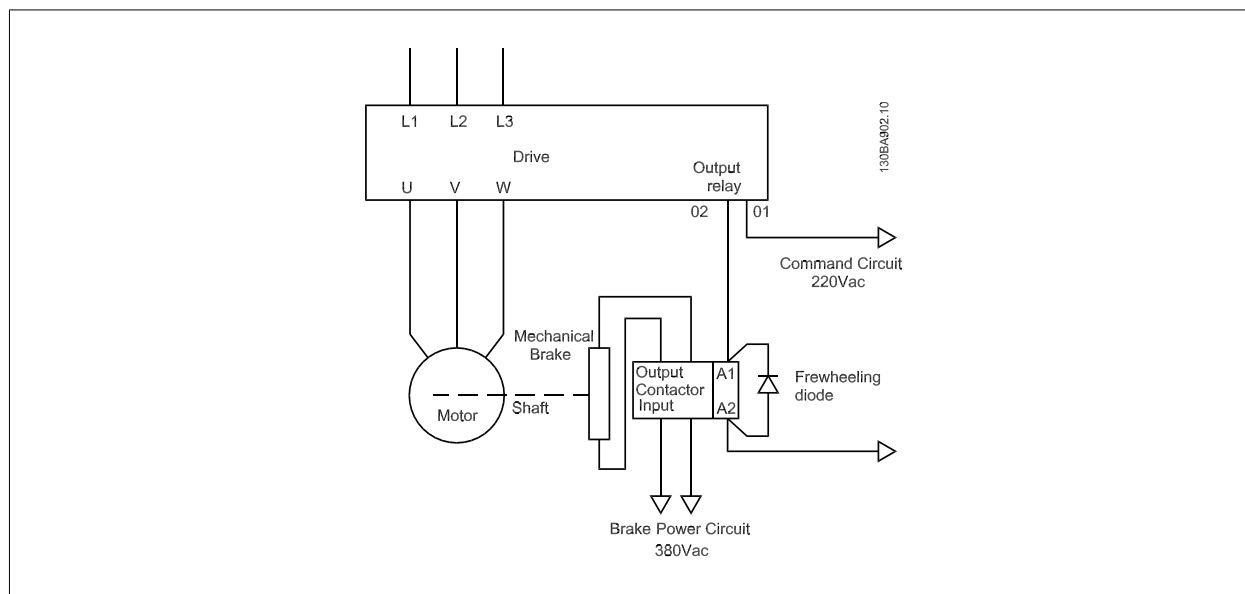 L1 L2 L3
Drive
130BA902.10
Output
relay
U V W
02 01
Command Circuit
220Vac
Mechanical
Brake
Output
Contactor
Input
A1
A2
Frewheeling
diode
Motor
Shaft
Brake Power Circuit
380Vac